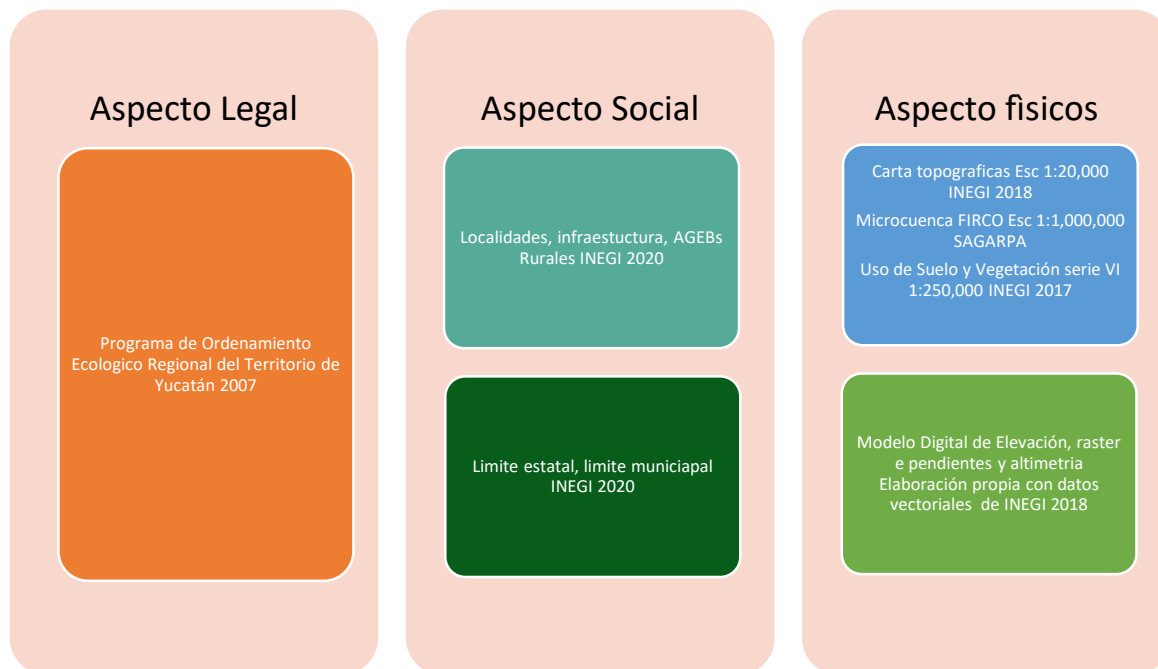 Aspecto Legal
Programa de Ordenamiento
Ecologico Regional del Territorio de
Yucatán 2007
Aspecto Social
Localidades, infraestuctura, AGEBs
Rurales INEGI 2020
Limite estatal, limite municiapal
INEGI 2020
Aspecto fìsicos
Carta topograficas Esc 1:20,000
INEGI 2018
Microcuenca FIRCO Esc 1:1,000,000
SAGARPA
Uso de Suelo y Vegetación serie VI
1:250,000 INEGI 2017
Modelo Digital de Elevación, raster
e pendientes y altimetria
Elaboración propia con datos
vectoriales de INEGI 2018